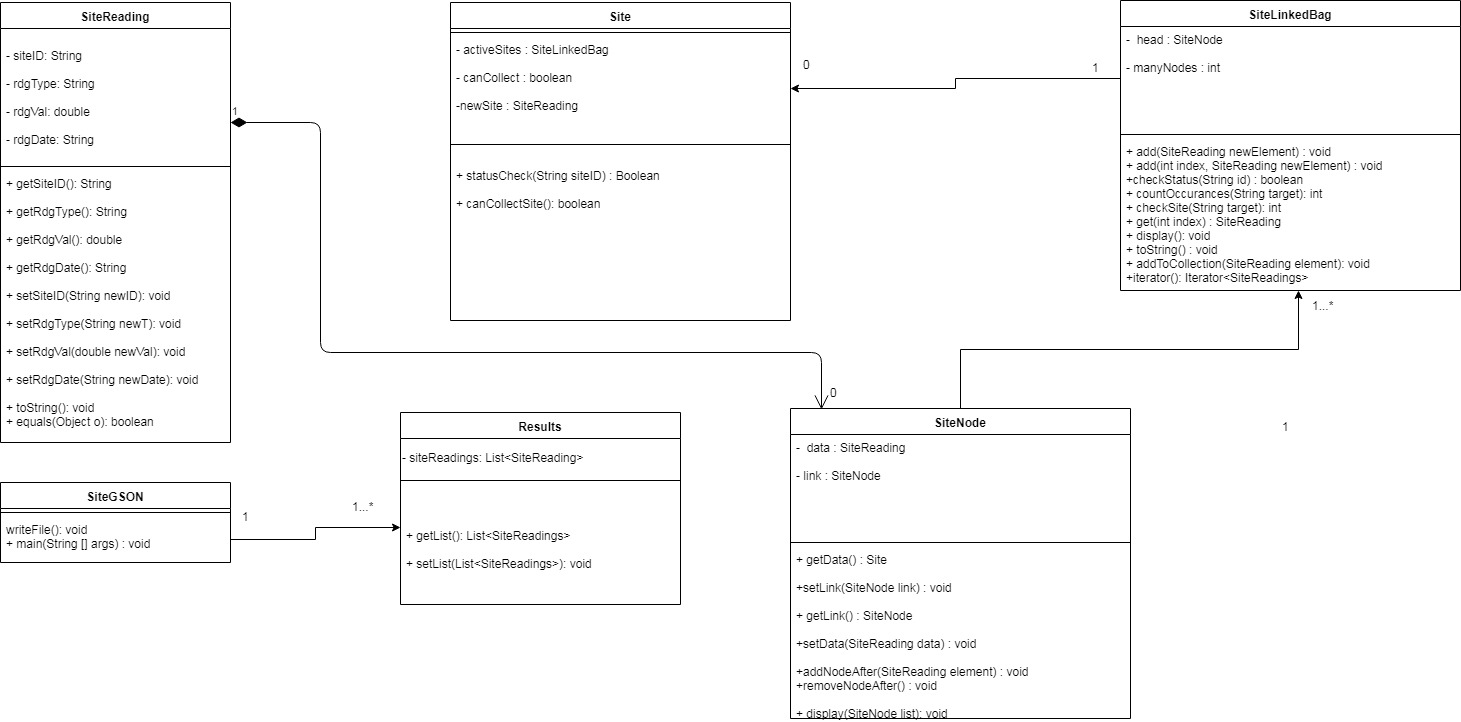 SiteReading
- siteID: String
- rdgType: String
- rdgVal: double
- rdgDate: String
+ getSiteID(): String
+ getRdgType(): String
+ getRdgVal(): double
+ getRdgDate(): String
+ setSiteID(String newID): void
+ setRdgType(String newT): void
+ setRdgVal(double newVal): void
+ setRdgDate(String newDate): void
+ toString(): void
+ equals(Object o): boolean
1
Site
- activeSites : SiteLinkedBag
- canCollect : boolean
-newSite : SiteReading
+ statusCheck(String siteID) : Boolean
+ canCollectSite(): boolean
0
1
SiteLinkedBag
- head : SiteNode
- manyNodes : int
+ add(SiteReading newElement) : void
+ add(int index, SiteReading newElement) : void
+checkStatus(String id) : boolean
+ countOccurances(String target): int
+ checkSite(String target): int
+ get(int index) : SiteReading
+ display(): void
+ toString() : void
+ addToCollection(SiteReading element): void
+iterator(): Iterator<SiteReadings>
1...*
1
0
SiteGSON
writeFile(): void
+ main(String [] args) : void
1
1...*
Results
- siteReadings: List<SiteReading>
+ getList(): List<SiteReadings>
+ setList(List<SiteReadings>): void
SiteNode
- data : SiteReading
- link : SiteNode
+ getData() : Site
+setLink(SiteNode link) : void
+ getLink() : SiteNode
+setData(SiteReading data) : void
+addNodeAfter(SiteReading element) : void
+removeNodeAfter() : void
+ display(SiteNode list): void